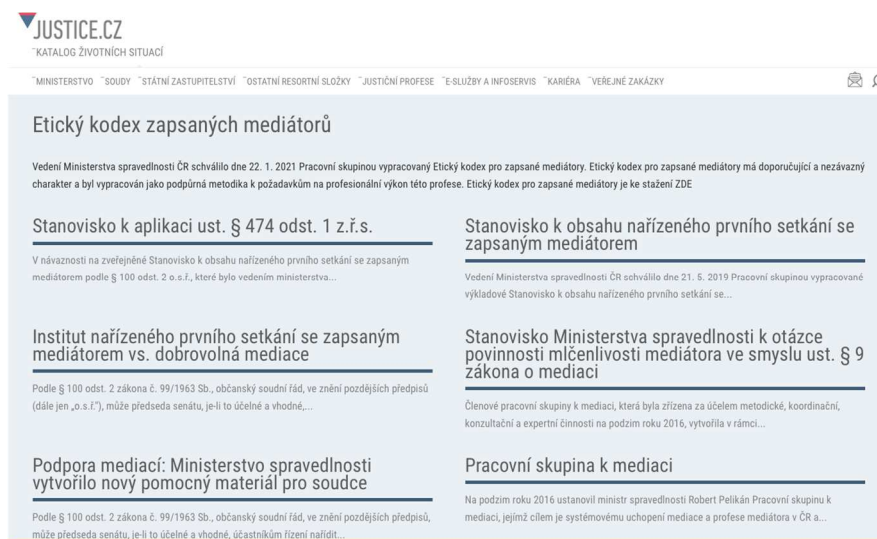 JUSTICE.CZ
KATALOG ŽIVOTNÍCH SITUACÍ
MINISTERSTVO SOUDY STÁTNÍ ZASTUPITELSTVÍ OSTATNÍ RESORTNÍ SLOŽKY JUSTIČNÍ PROFESE E-SLUŽBY A INFOSERVIS KARIÉRA VEŘEJNÉ ZAKÁZKY
Etický kodex zapsaných mediátorů
Vedení Ministerstva spravedlnosti ČR schválilo dne 22. 1. 2021 Pracovní skupinou vypracovaný Etický kodex pro zapsané mediátory. Etický kodex pro zapsané mediátory má doporučující a nezávazný
charakter a byl vypracován jako podpůrná metodika k požadavkům na profesionální výkon této profese. Etický kodex pro zapsané mediátory je ke stažení ZDE
Stanovisko k aplikaci ust. § 474 odst. 1 z.ř.s.
V návaznosti na zveřejněné Stanovisko k obsahu nařízeného prvního setkání se zapsaným
mediátorem podle § 100 odst. 2 o.s.ř., které bylo vedením ministerstva...
Stanovisko k obsahu nařízeného prvního setkání se
zapsaným mediátorem
Vedení Ministerstva spravedlnosti ČR schválilo dne 21. 5. 2019 Pracovní skupinou vypracované
výkladové Stanovisko k obsahu nařízeného prvního setkání se...
Institut nařízeného prvního setkání se zapsaným
mediátorem vs. dobrovolná mediace
Podle § 100 odst. 2 zákona č. 99/1963 Sb., občanský soudní řád, ve znění pozdějších předpisů
(dále jen „o.s.ř."), může předseda senátu, je-li to účelné a vhodné,...
Stanovisko Ministerstva spravedlnosti k otázce
povinnosti mlčenlivosti mediátora ve smyslu ust. § 9
zákona o mediaci
Členové pracovní skupiny k mediaci, která byla zřízena za účelem metodické, koordinační,
konzultační a expertní činnosti na podzim roku 2016, vytvořila v rámci...
Podpora mediací: Ministerstvo spravedlnosti
vytvořilo nový pomocný materiál pro soudce
Podle § 100 odst. 2 zákona č. 99/1963 Sb., občanský soudní řád, ve znění pozdějších předpisů,
může předseda senátu, je-li to účelné a vhodné, účastníkům řízení nařídit...
Pracovní skupina k mediaci
Na podzim roku 2016 ustanovil ministr spravedlnosti Robert Pelikán Pracovní skupinu k
mediaci, jejímž cílem je systémovému uchopení mediace a profese mediátora v ČR a...